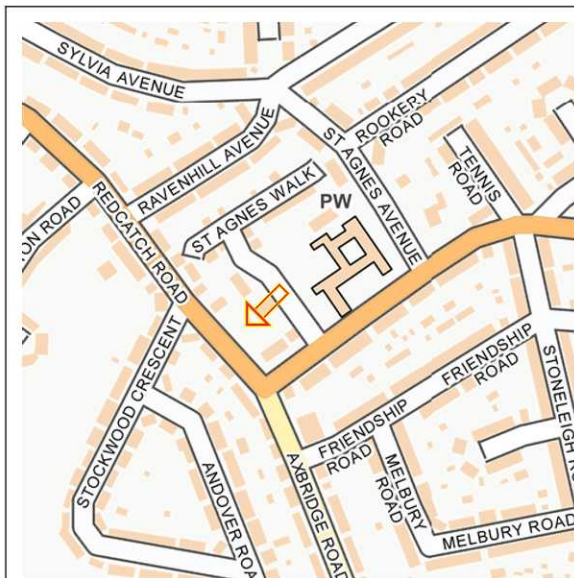 SYLVIA AVENUE
ROOKERY
ROAD
RAVENHILL AVENUE
ST AGNES AVENUE
TENNIS
ROAD
ST AGNES WALK
PW
REDCATCH ROAD
ON ROAD
STOCKWOOD CRESCENT
FRIENDSHIP
ROAD
FRIENDSHIP
ROAD
STONELEIGH R
ANDOVER ROA
AXBRIDGE ROAD
MELBURY
ROAD
MELBURY ROAD